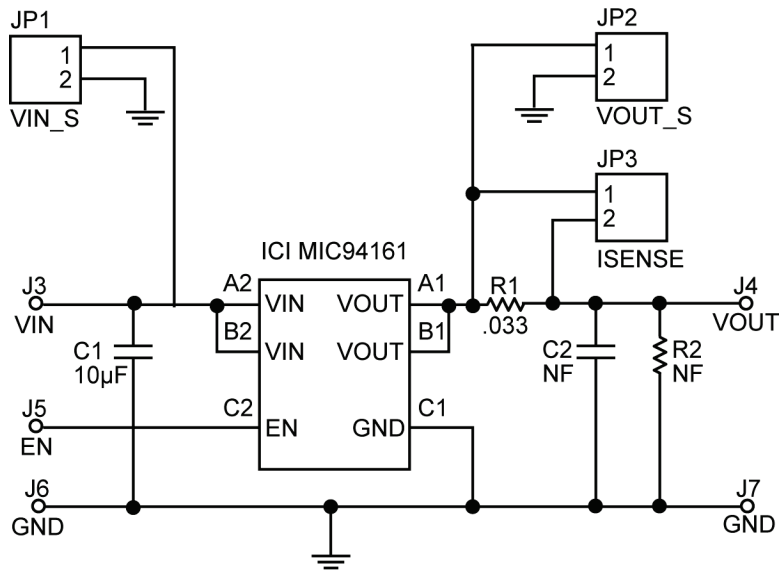 JP1
1
2
VIN_S
JP2
1
2
VOUT_S
JP3
1
2
ISENSE
ICI MIC94161
J3
VIN
A2
VIN
VOUT
A1
R1
.033
J4
VOUT
B2
VIN
VOUT
B1
C1
10µF
C2
NF
R2
NF
J5
EN
C2
EN
GND
C1
J6
GND
J7
GND